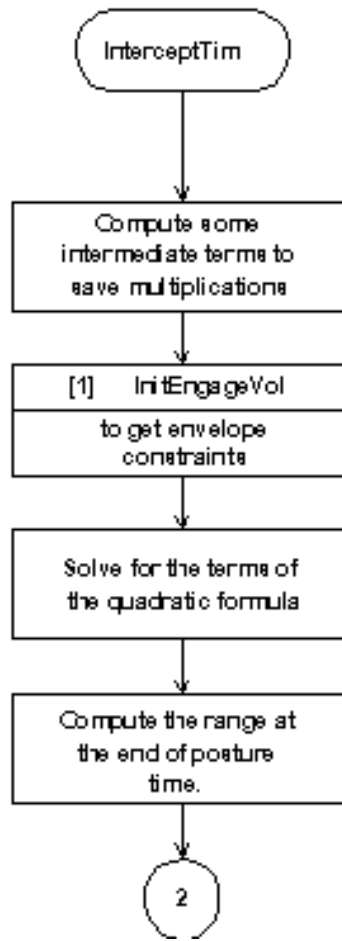 InterceptTim
Compute some
intermediate terms to
save multiplications
[1] InitEngageVol
to get envelope
constraints
Solve for the terms of
the quadratic formula
Compute the range at
the end of posture
time.
2